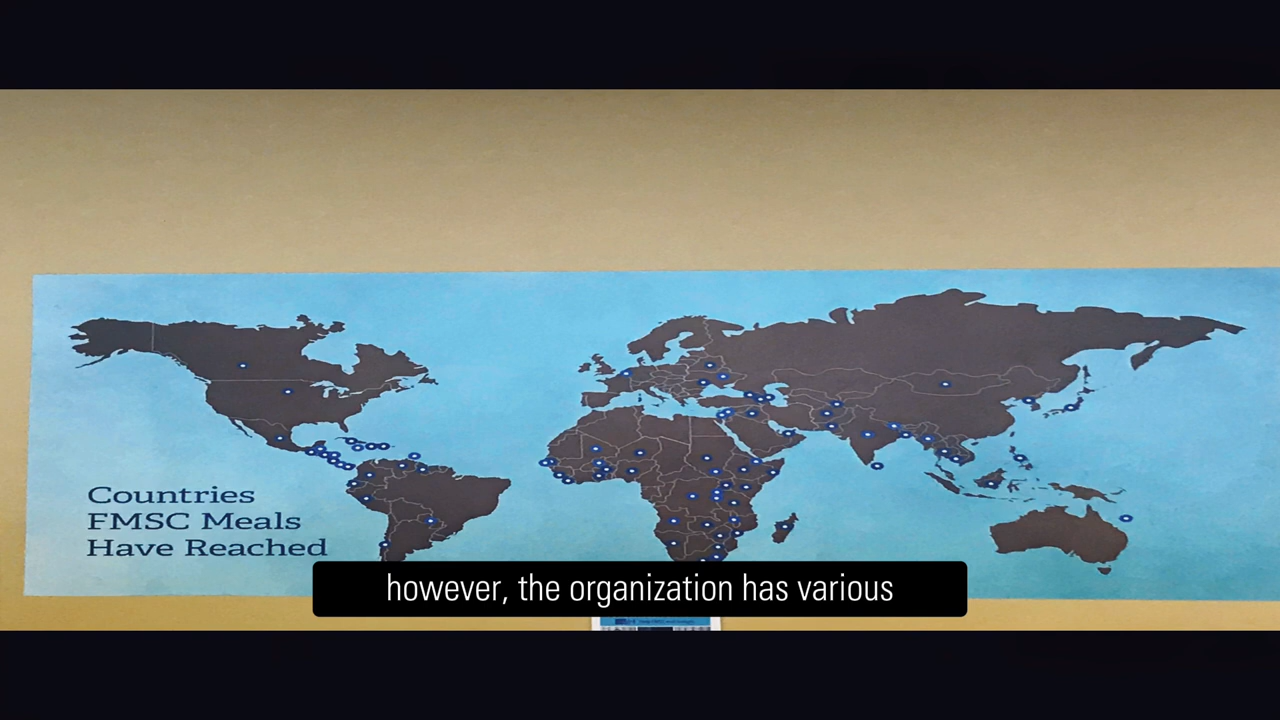 Countries
FMSC Meals
Have Reached
however, the organization has various